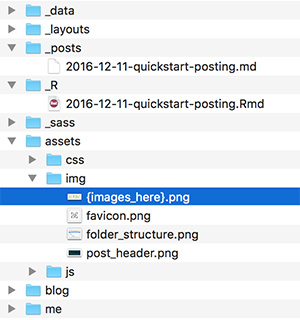 _data
_layouts
_posts
2016-12-11-quickstart-posting.md
_R
2016-12-11-quickstart-posting.Rmd
_sass
assets
css
img
{images_here}.png
favicon.png
folder_structure.png
post_header.png
js
blog
me